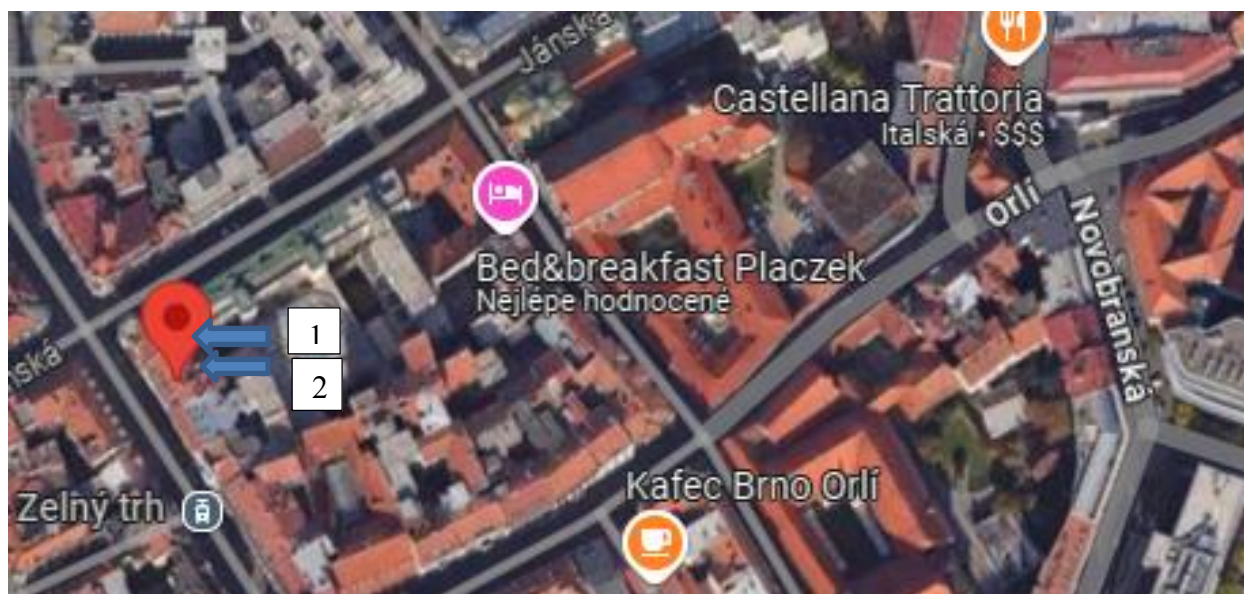 Jánská
Castellana Trattoria
Italská · $$$
Orlí
Novobranská
Bed&breakfast Placzek
Nejlépe hodnocené
1
2
nská
Zelný trh
Kafec Brno Orlí